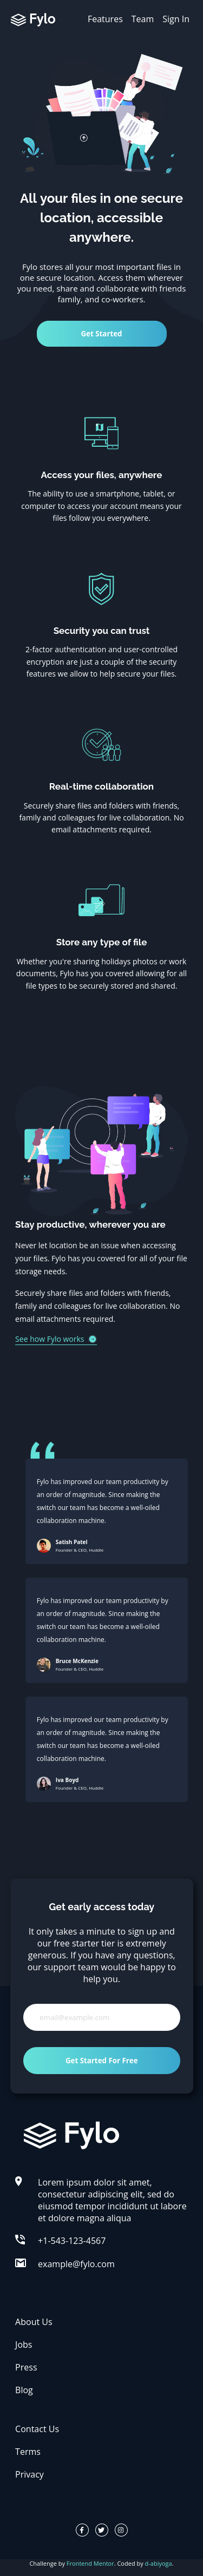 Fylo
Features Team Sign In
All your files in one secure
location, accessible
anywhere.
Fylo stores all your most important files in
one secure location. Access them wherever
you need, share and collaborate with friends
family, and co-workers.
Get Started
Access your files, anywhere
The ability to use a smartphone, tablet, or
computer to access your account means your
files follow you everywhere.
Security you can trust
2-factor authentication and user-controlled
encryption are just a couple of the security
features we allow to help secure your files.
Real-time collaboration
Securely share files and folders with friends,
family and colleagues for live collaboration. No
email attachments required.
Store any type of file
Whether you're sharing holidays photos or work
documents, Fylo has you covered allowing for all
file types to be securely stored and shared.
Stay productive, wherever you are
Never let location be an issue when accessing
your files. Fylo has you covered for all of your file
storage needs.
Securely share files and folders with friends,
family and colleagues for live collaboration. No
email attachments required.
See how Fylo works
Fylo has improved our team productivity by
an order of magnitude. Since making the
switch our team has become a well-oiled
collaboration machine.
Satish Patel
Founder & CEO, Huddle
Fylo has improved our team productivity by
an order of magnitude. Since making the
switch our team has become a well-oiled
collaboration machine.
Bruce McKenzie
Founder & CEO, Huddle
Fylo has improved our team productivity by
an order of magnitude. Since making the
switch our team has become a well-oiled
collaboration machine.
Iva Boyd
Founder & CEO, Huddle
Get early access today
It only takes a minute to sign up and
our free starter tier is extremely
generous. If you have any questions,
our support team would be happy to
help you.
email@example.com
Get Started For Free
Fylo
Lorem ipsum dolor sit amet,
consectetur adipiscing elit, sed do
eiusmod tempor incididunt ut labore
et dolore magna aliqua
+1-543-123-4567
example@fylo.com
About Us
Jobs
Press
Blog
Contact Us
Terms
Privacy
Challenge by Frontend Mentor. Coded by d-abiyoga.